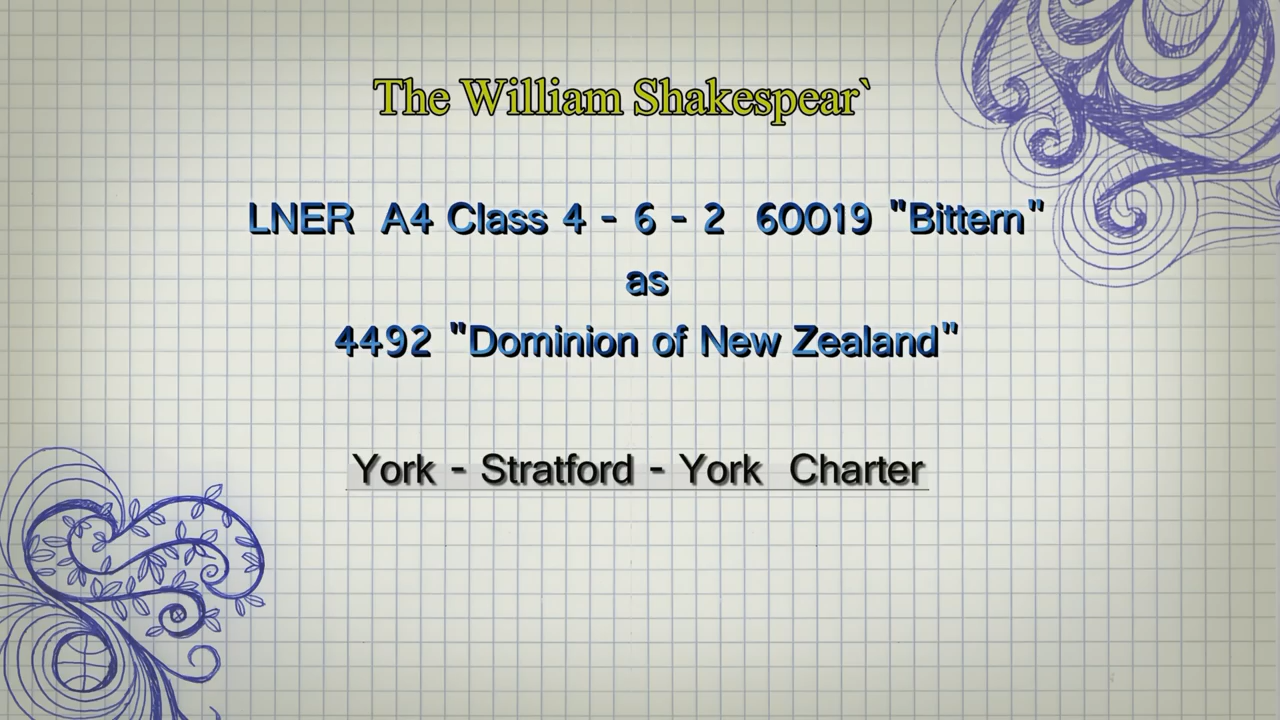 The William Shakespear`
LNER A4 Class 4 - 6 - 2 60019 "Bittern"
as
4492 "Dominion of New Zealand"
York - Stratford - York Charter